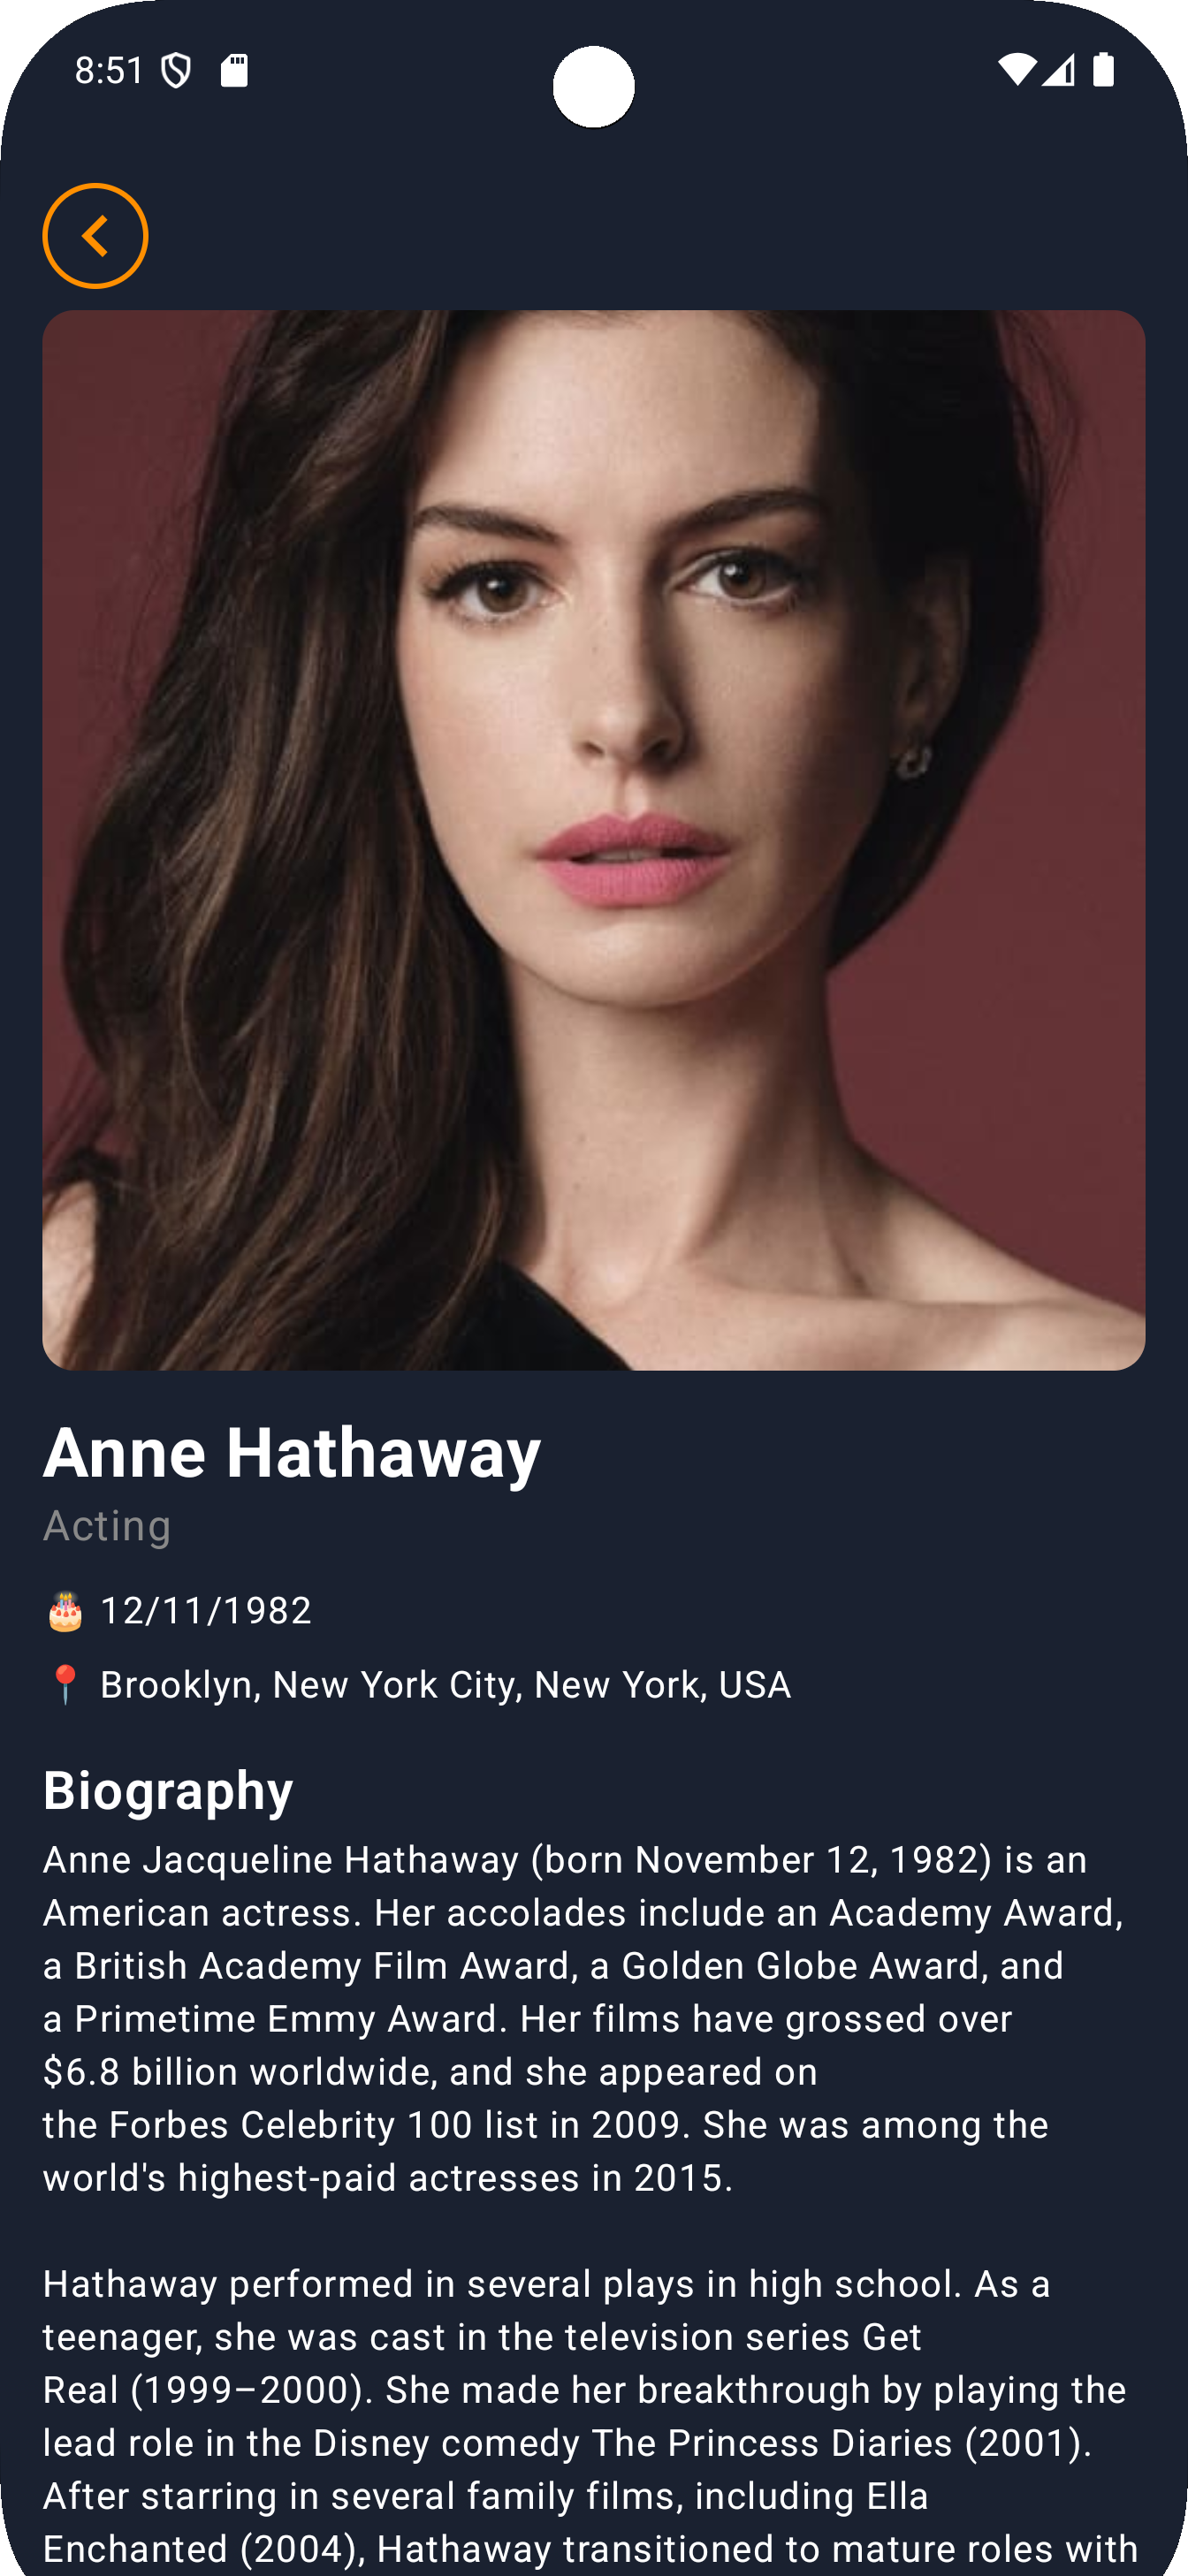 8:51
Anne Hathaway
Acting
🎂 12/11/1982
📍 Brooklyn, New York City, New York, USA
Biography
Anne Jacqueline Hathaway (born November 12, 1982) is an
American actress. Her accolades include an Academy Award,
a British Academy Film Award, a Golden Globe Award, and
a Primetime Emmy Award. Her films have grossed over
$6.8 billion worldwide, and she appeared on
the Forbes Celebrity 100 list in 2009. She was among the
world's highest-paid actresses in 2015.
Hathaway performed in several plays in high school. As a
teenager, she was cast in the television series Get
Real (1999–2000). She made her breakthrough by playing the
lead role in the Disney comedy The Princess Diaries (2001).
After starring in several family films, including Ella
Enchanted (2004), Hathaway transitioned to mature roles with